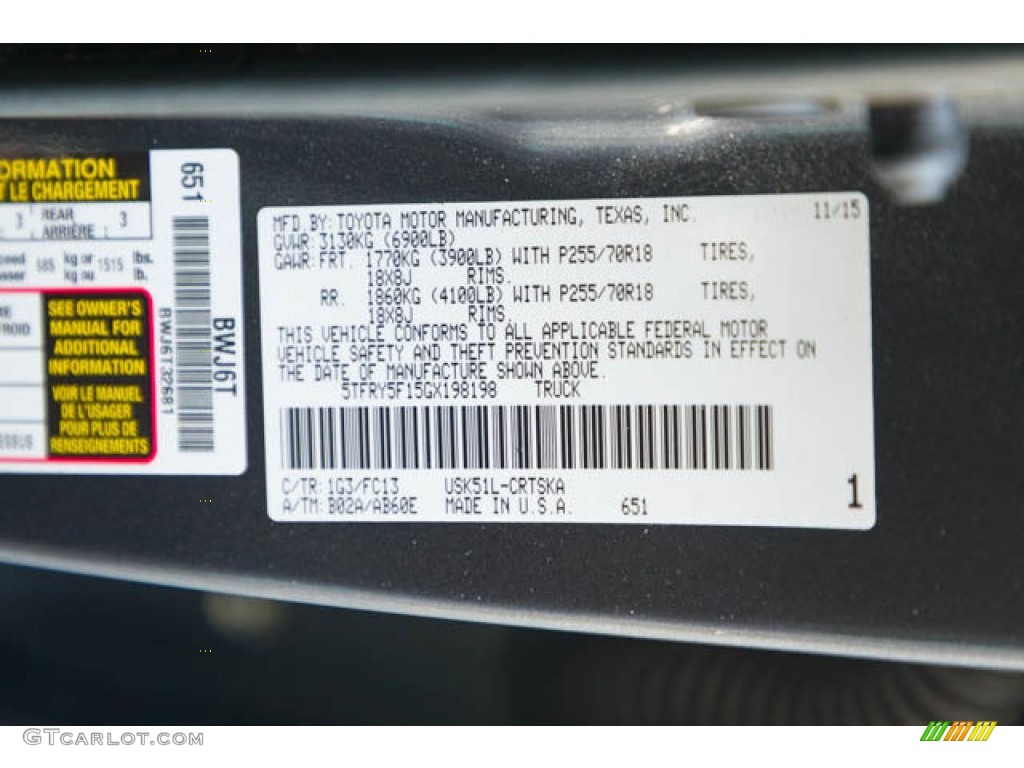 ORMATION
T LE CHARGEMENT
3 REAR ARRIÈRE 3
585 kg or kg ou 1515 lbs. lb.
SEE OWNER'S
MANUAL FOR
ADDITIONAL
INFORMATION
VOIR LE MANUEL
DE L'USAGER
POUR PLUS DE
RENSEIGNEMENTS
651
BWJ6T32681
BWJ6T
MFD.BY: TOYOTA MOTOR MANUFACTURING, TEXAS, INC. 11/15
GVWR: 3130KG (6900LB)
GAWR: FRT. 1770KG (3900LB) WITH P255/70R18 TIRES,
18X8J RIMS.
RR. 1860KG (4100LB) WITH P255/70R18 TIRES,
18X8J RIMS.
THIS VEHICLE CONFORMS TO ALL APPLICABLE FEDERAL MOTOR
VEHICLE SAFETY AND THEFT PREVENTION STANDARDS IN EFFECT ON
THE DATE OF MANUFACTURE SHOWN ABOVE.
5TFRY5F15GX198198 TRUCK
C/TR: 1G3/FC13 USK51L-CRTSKA
A/TM: B02A/AB60E MADE IN U.S.A. 651
1
GTcarlot.com